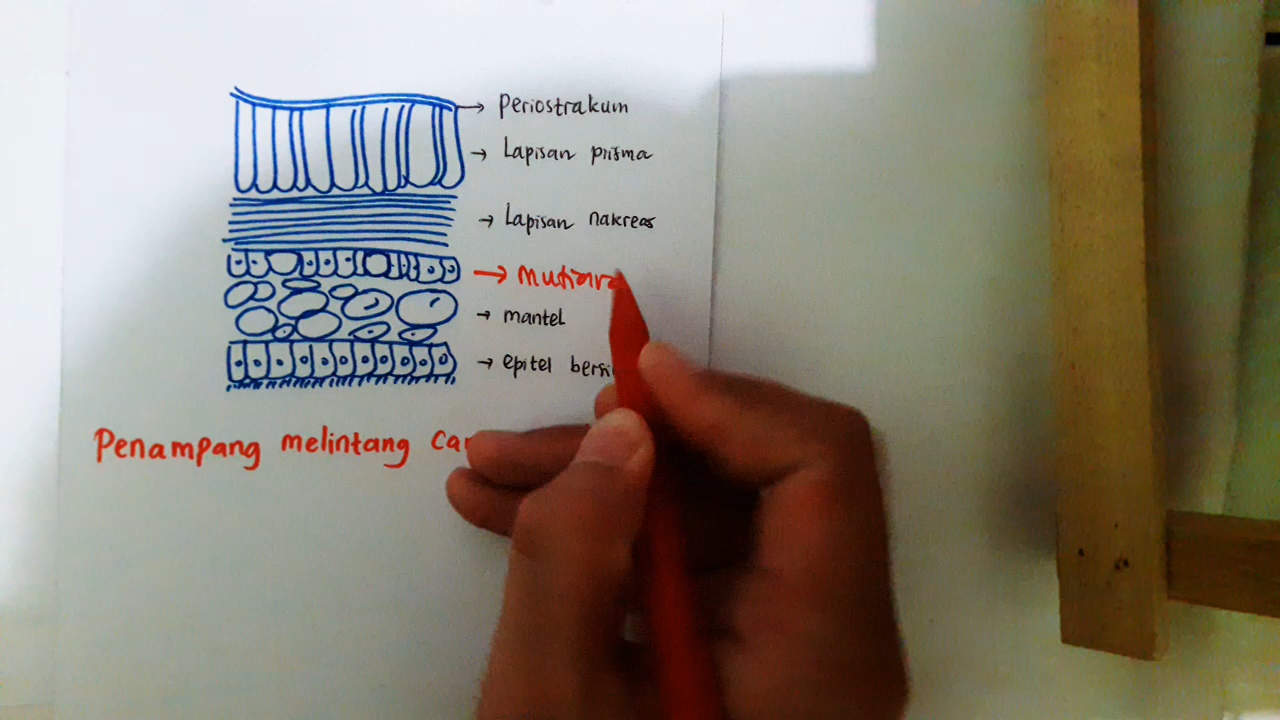 Periostrakum
Lapisan prisma
Lapisan nakreas
mutiara
mantel
epitel
Penampang melintang